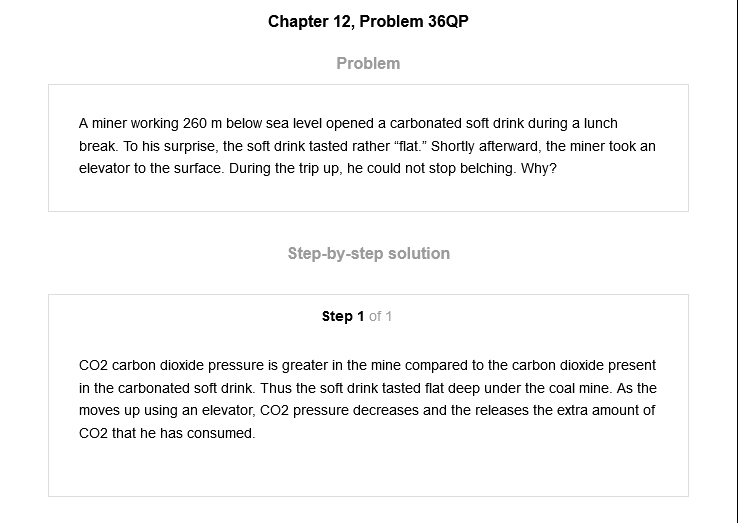 Chapter 12, Problem 36QP
Problem
A miner working 260 m below sea level opened a carbonated soft drink during a lunch
break. To his surprise, the soft drink tasted rather “flat.” Shortly afterward, the miner took an
elevator to the surface. During the trip up, he could not stop belching. Why?
Step-by-step solution
Step 1 of 1
CO2 carbon dioxide pressure is greater in the mine compared to the carbon dioxide present
in the carbonated soft drink. Thus the soft drink tasted flat deep under the coal mine. As the
moves up using an elevator, CO2 pressure decreases and the releases the extra amount of
CO2 that he has consumed.